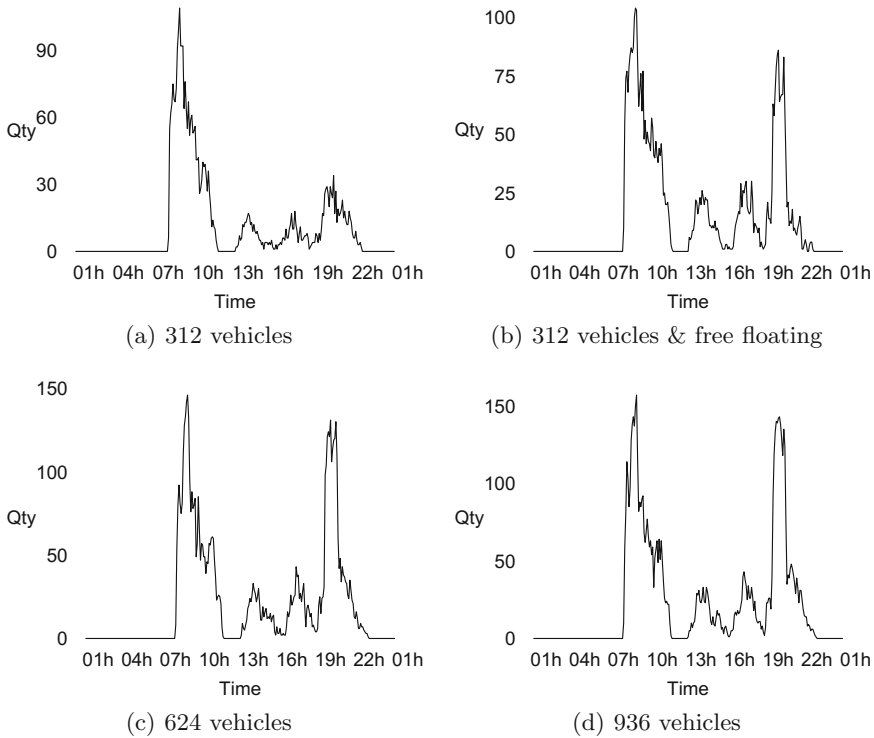 90
60
30
0
Qty
01h 04h 07h 10h 13h 16h 19h 22h 01h
Time
(a) 312 vehicles
100
75
50
25
0
Qty
01h 04h 07h 10h 13h 16h 19h 22h 01h
Time
(b) 312 vehicles & free floating
150
100
50
0
Qty
01h 04h 07h 10h 13h 16h 19h 22h 01h
Time
(c) 624 vehicles
150
100
50
0
Qty
01h 04h 07h 10h 13h 16h 19h 22h 01h
Time
(d) 936 vehicles